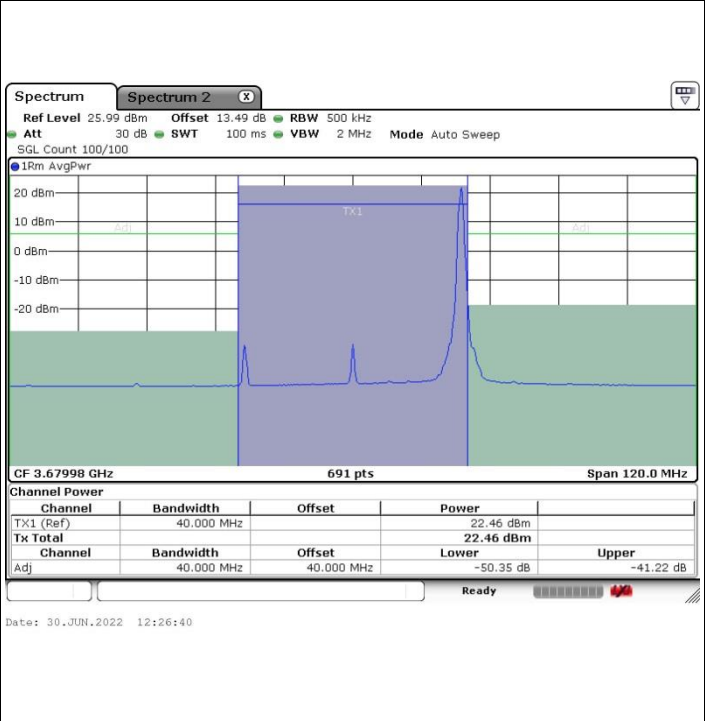 Spectrum Spectrum 2 X
Ref Level 25.99 dBm Offset 13.49 dB RBW 500 kHz
Att 30 dB SWT 100 ms VBW 2 MHz Mode Auto Sweep
SGL Count 100/100
1Rm AvgPwr
20 dBm
TX1
10 dBm
Adj Adj
0 dBm
-10 dBm
-20 dBm
CF 3.67998 GHz 691 pts Span 120.0 MHz
Channel Power
Channel Bandwidth Offset Power
TX1 (Ref) 40.000 MHz 22.46 dBm
Tx Total 22.46 dBm
Channel Bandwidth Offset Lower Upper
Adj 40.000 MHz 40.000 MHz -50.35 dB -41.22 dB
Ready
Date: 30.JUN.2022 12:26:40